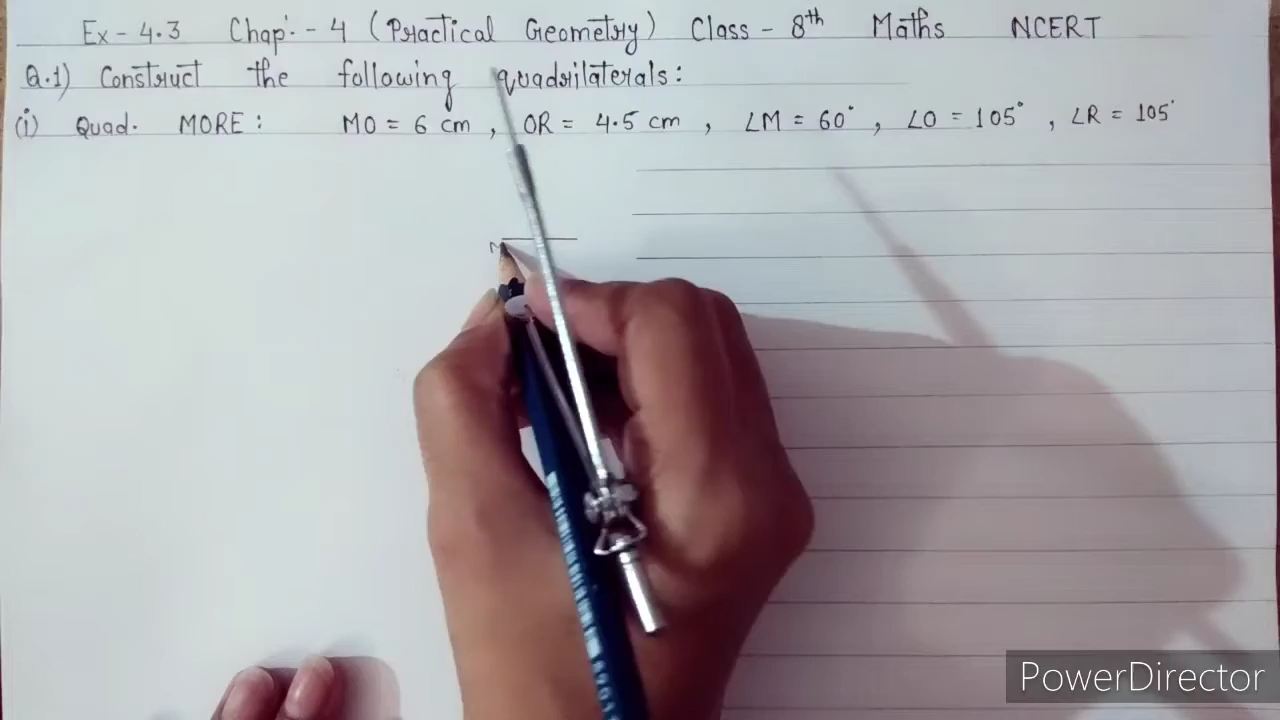 Ex - 4.3 Chap:- 4 (Practical Geometry) Class - 8th Maths NCERT
Q.1) Construct the following quadrilaterals:
(i) Quad. MORE : MO = 6 cm , OR = 4.5 cm , ∠M = 60° , ∠O = 105° , ∠R = 105°
M
PowerDirector